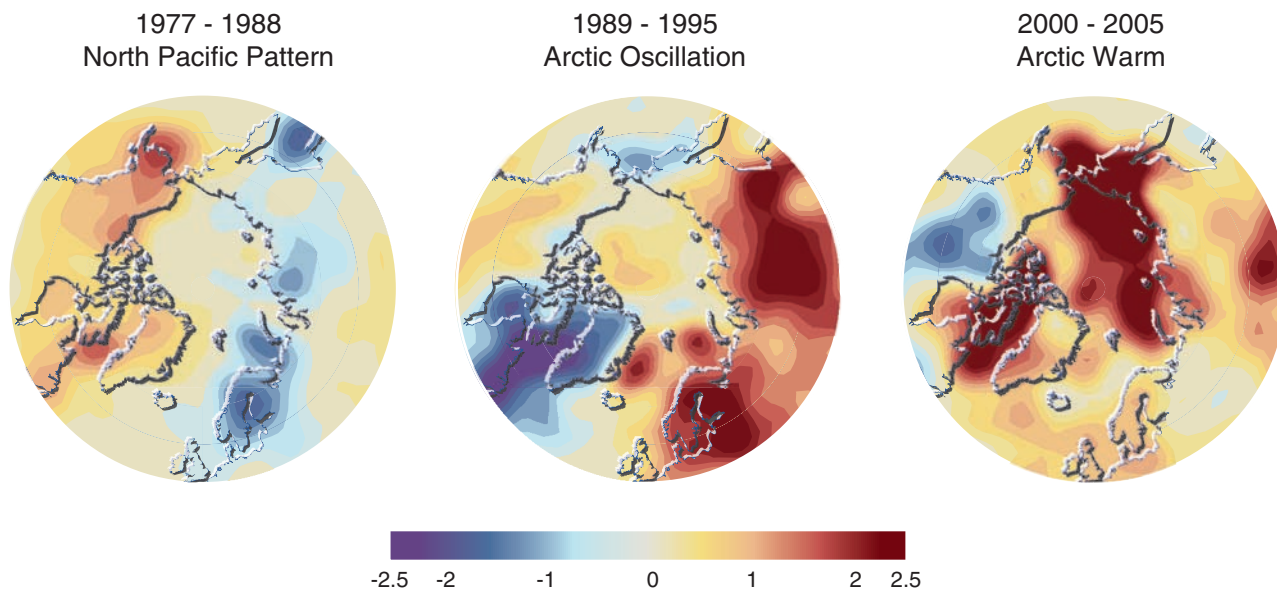 1977 - 1988
North Pacific Pattern
1989 - 1995
Arctic Oscillation
2000 - 2005
Arctic Warm
-2.5 -2 -1 0 1 2 2.5